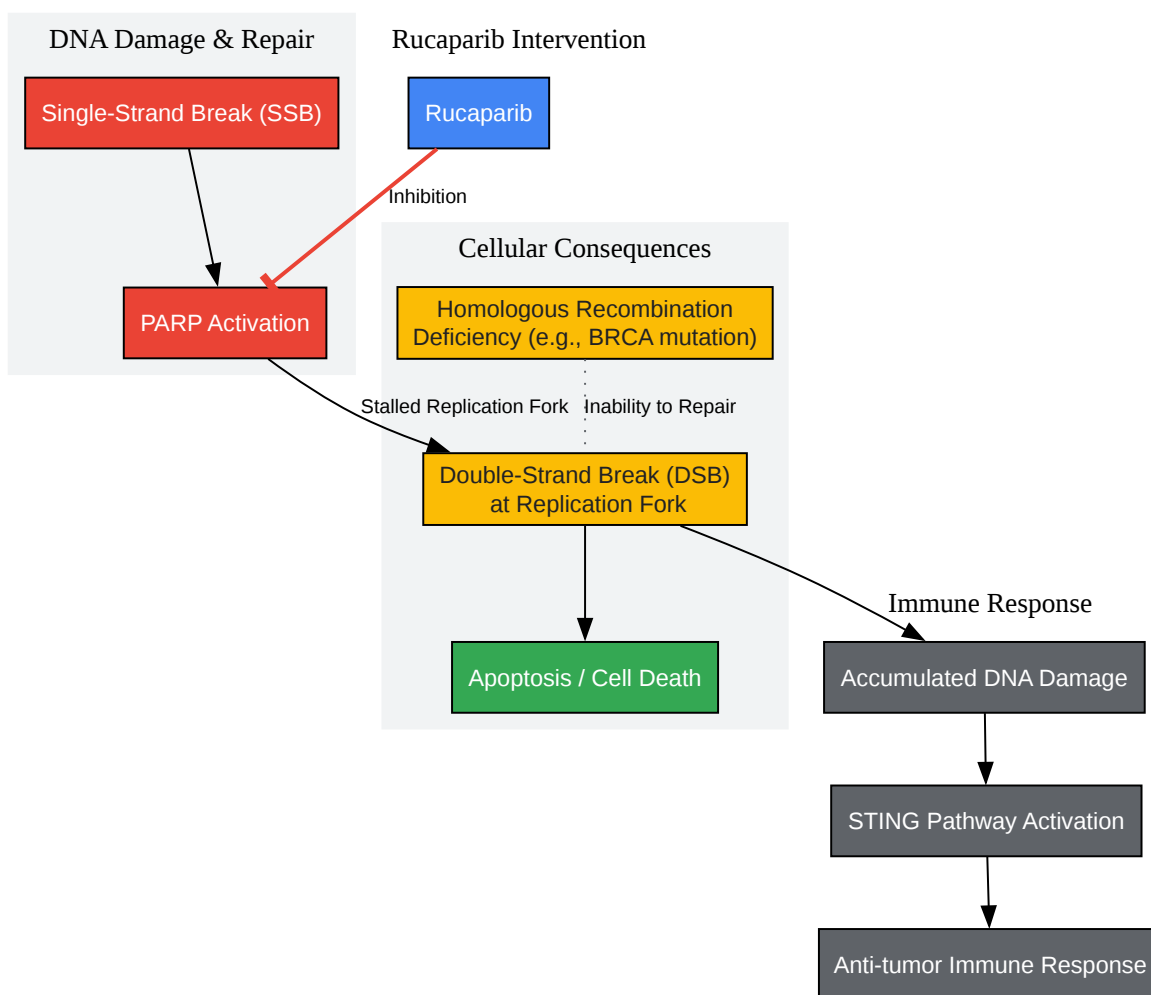 DNA Damage & Repair
Rucaparib Intervention
Single-Strand Break (SSB)
Rucaparib
Inhibition
Cellular Consequences
PARP Activation
Homologous Recombination
Deficiency (e.g., BRCA mutation)
Stalled Replication Fork
Inability to Repair
Double-Strand Break (DSB)
at Replication Fork
Immune Response
Apoptosis / Cell Death
Accumulated DNA Damage
STING Pathway Activation
Anti-tumor Immune Response